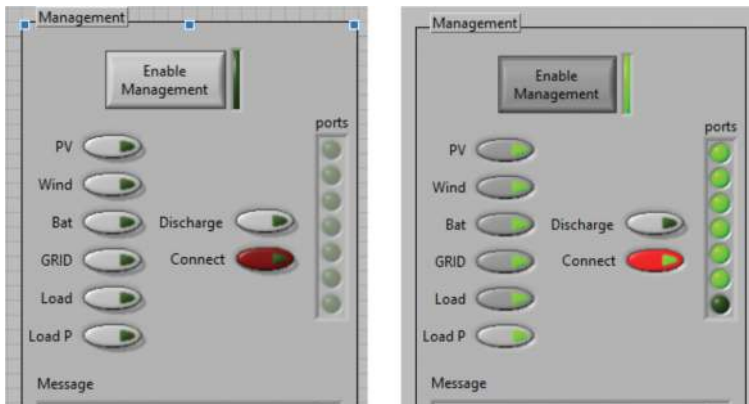 Management
Enable
Management
ports
PV
Wind
Bat
Discharge
GRID
Connect
Load
Load P
Message
Management
Enable
Management
ports
PV
Wind
Bat
Discharge
GRID
Connect
Load
Load P
Message